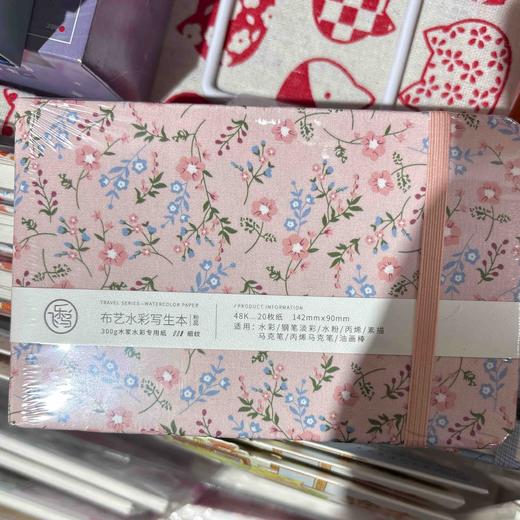 TRAVEL SERIES—WATERCOLOR PAPER
布艺水彩写生本
300g木浆水彩专用纸 /// 细纹
/ PRODUCT INFORMATION
48K...20枚纸 142mmx90mm
适用：水彩/钢笔淡彩/水粉/丙烯/素描
马克笔/丙烯马克笔/油画棒